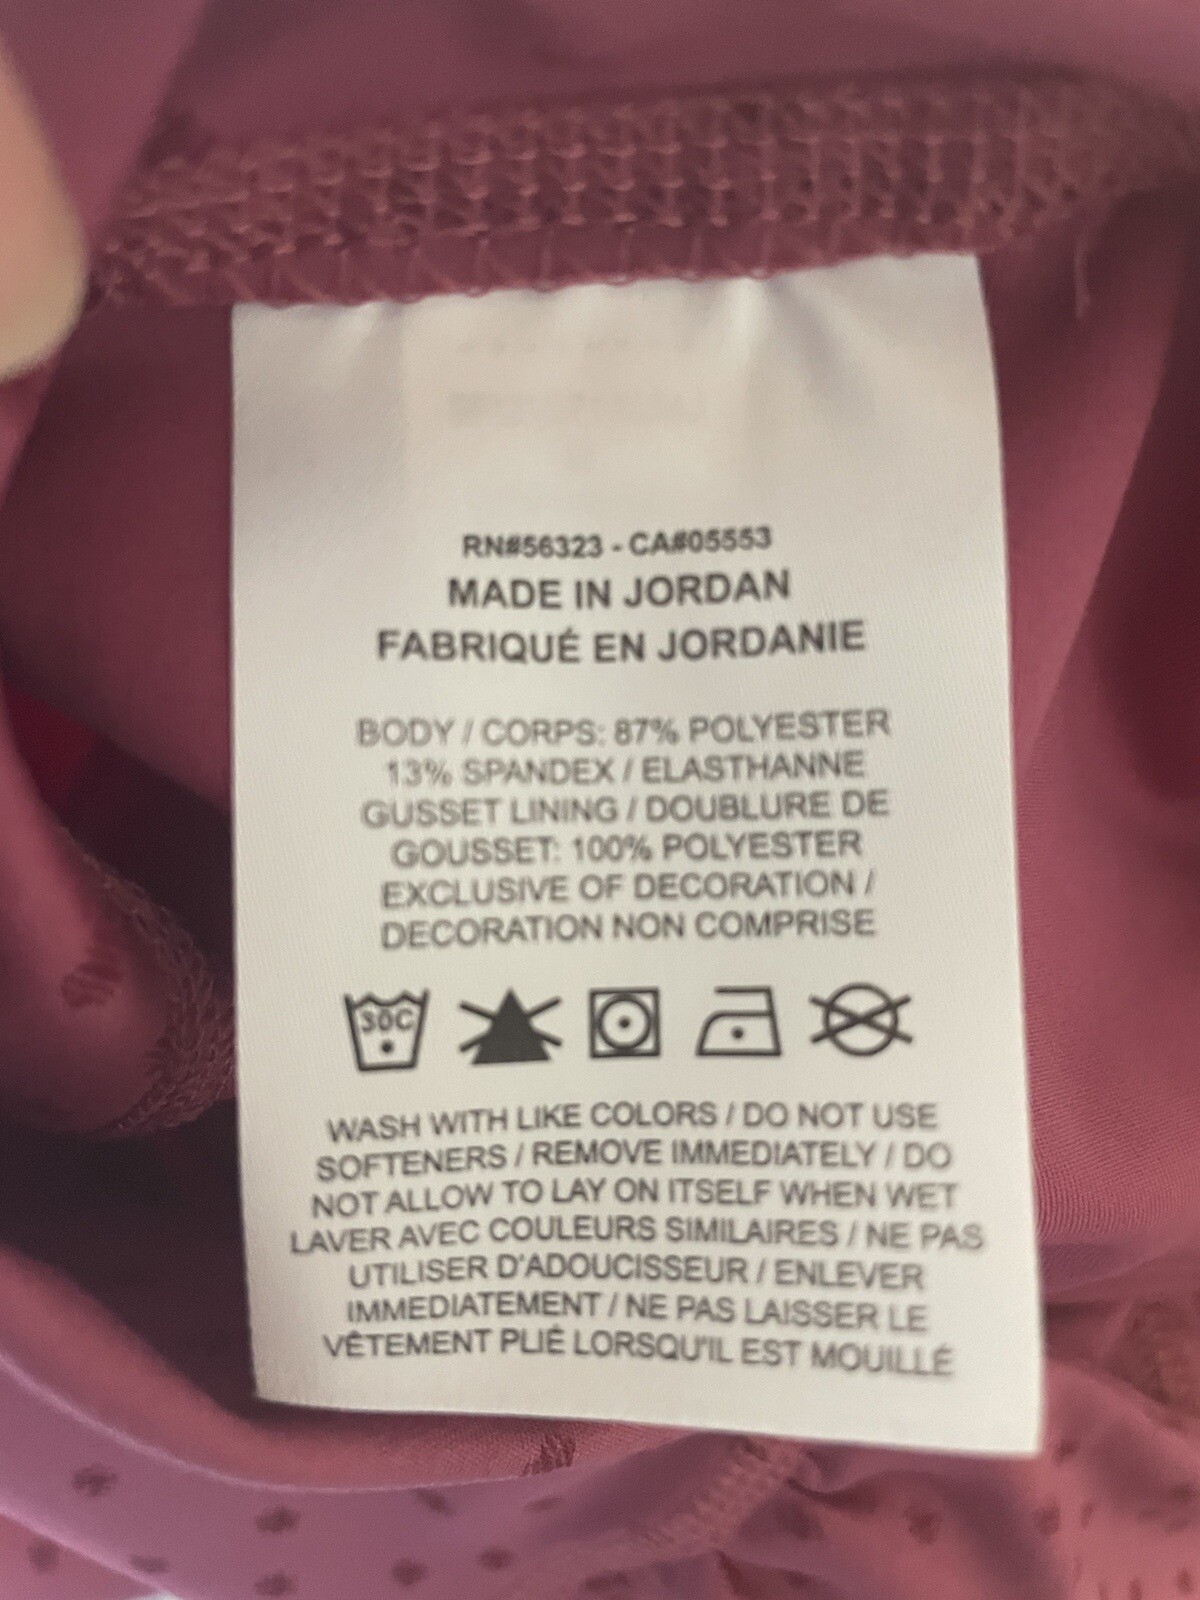 RN#56323 - CA#05553
MADE IN JORDAN
FABRIQUÉ EN JORDANIE
BODY / CORPS: 87% POLYESTER
13% SPANDEX / ELASTHANNE
GUSSET LINING / DOUBLURE DE
GOUSSET: 100% POLYESTER
EXCLUSIVE OF DECORATION /
DECORATION NON COMPRISE
30C
WASH WITH LIKE COLORS / DO NOT USE
SOFTENERS / REMOVE IMMEDIATELY / DO
NOT ALLOW TO LAY ON ITSELF WHEN WET
LAVER AVEC COULEURS SIMILAIRES / NE PAS
UTILISER D'ADOUCISSEUR / ENLEVER
IMMEDIATEMENT / NE PAS LAISSER LE
VÊTEMENT PLIÉ LORSQU'IL EST MOUILLÉ